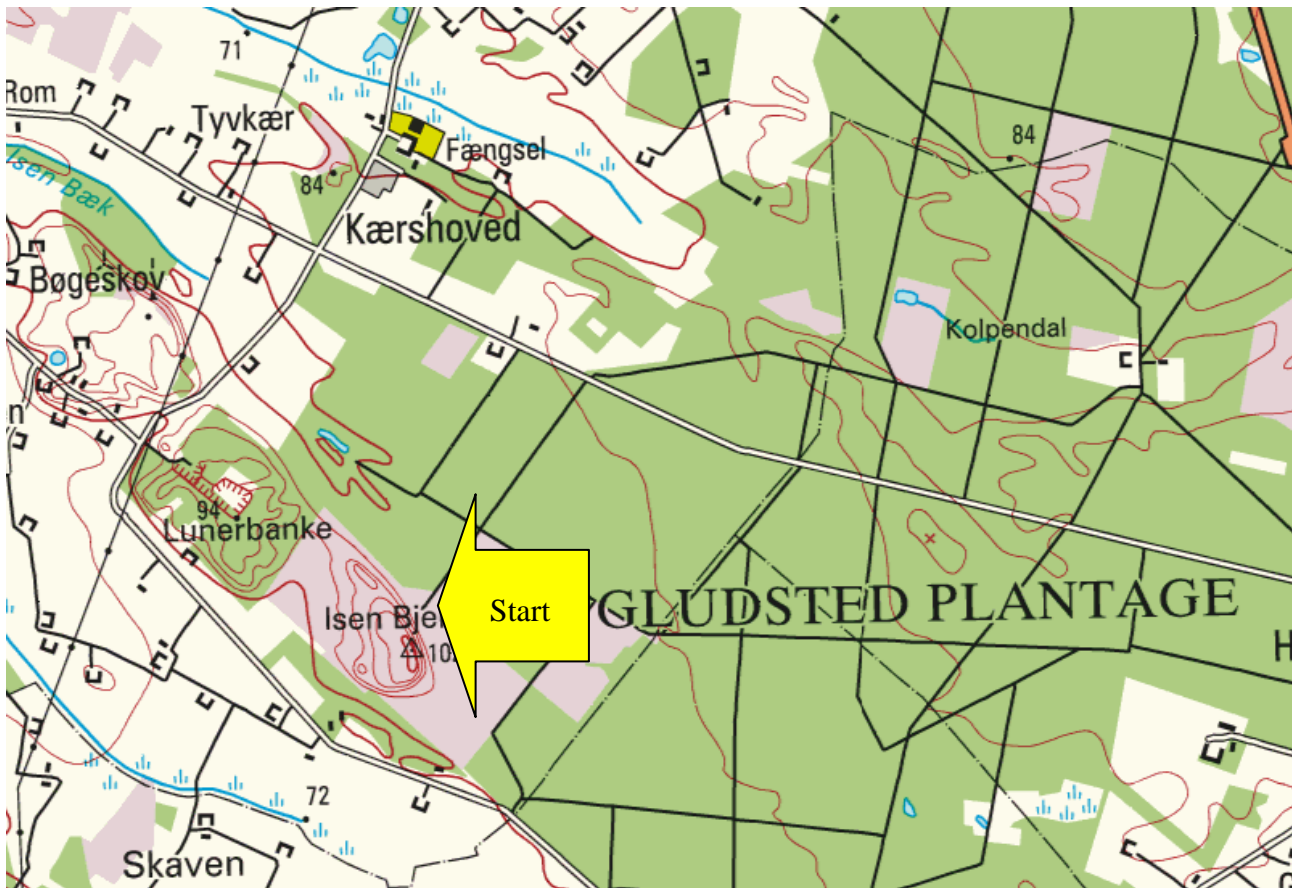 71
Rom
Tyvkær
Fængsel
84
84
Isen Bæk
Kærshoved
Bøgeskov
Kolpendal
94
Lunerbanke
Start
GLUDSTED PLANTAGE
Isen
72
Skaven